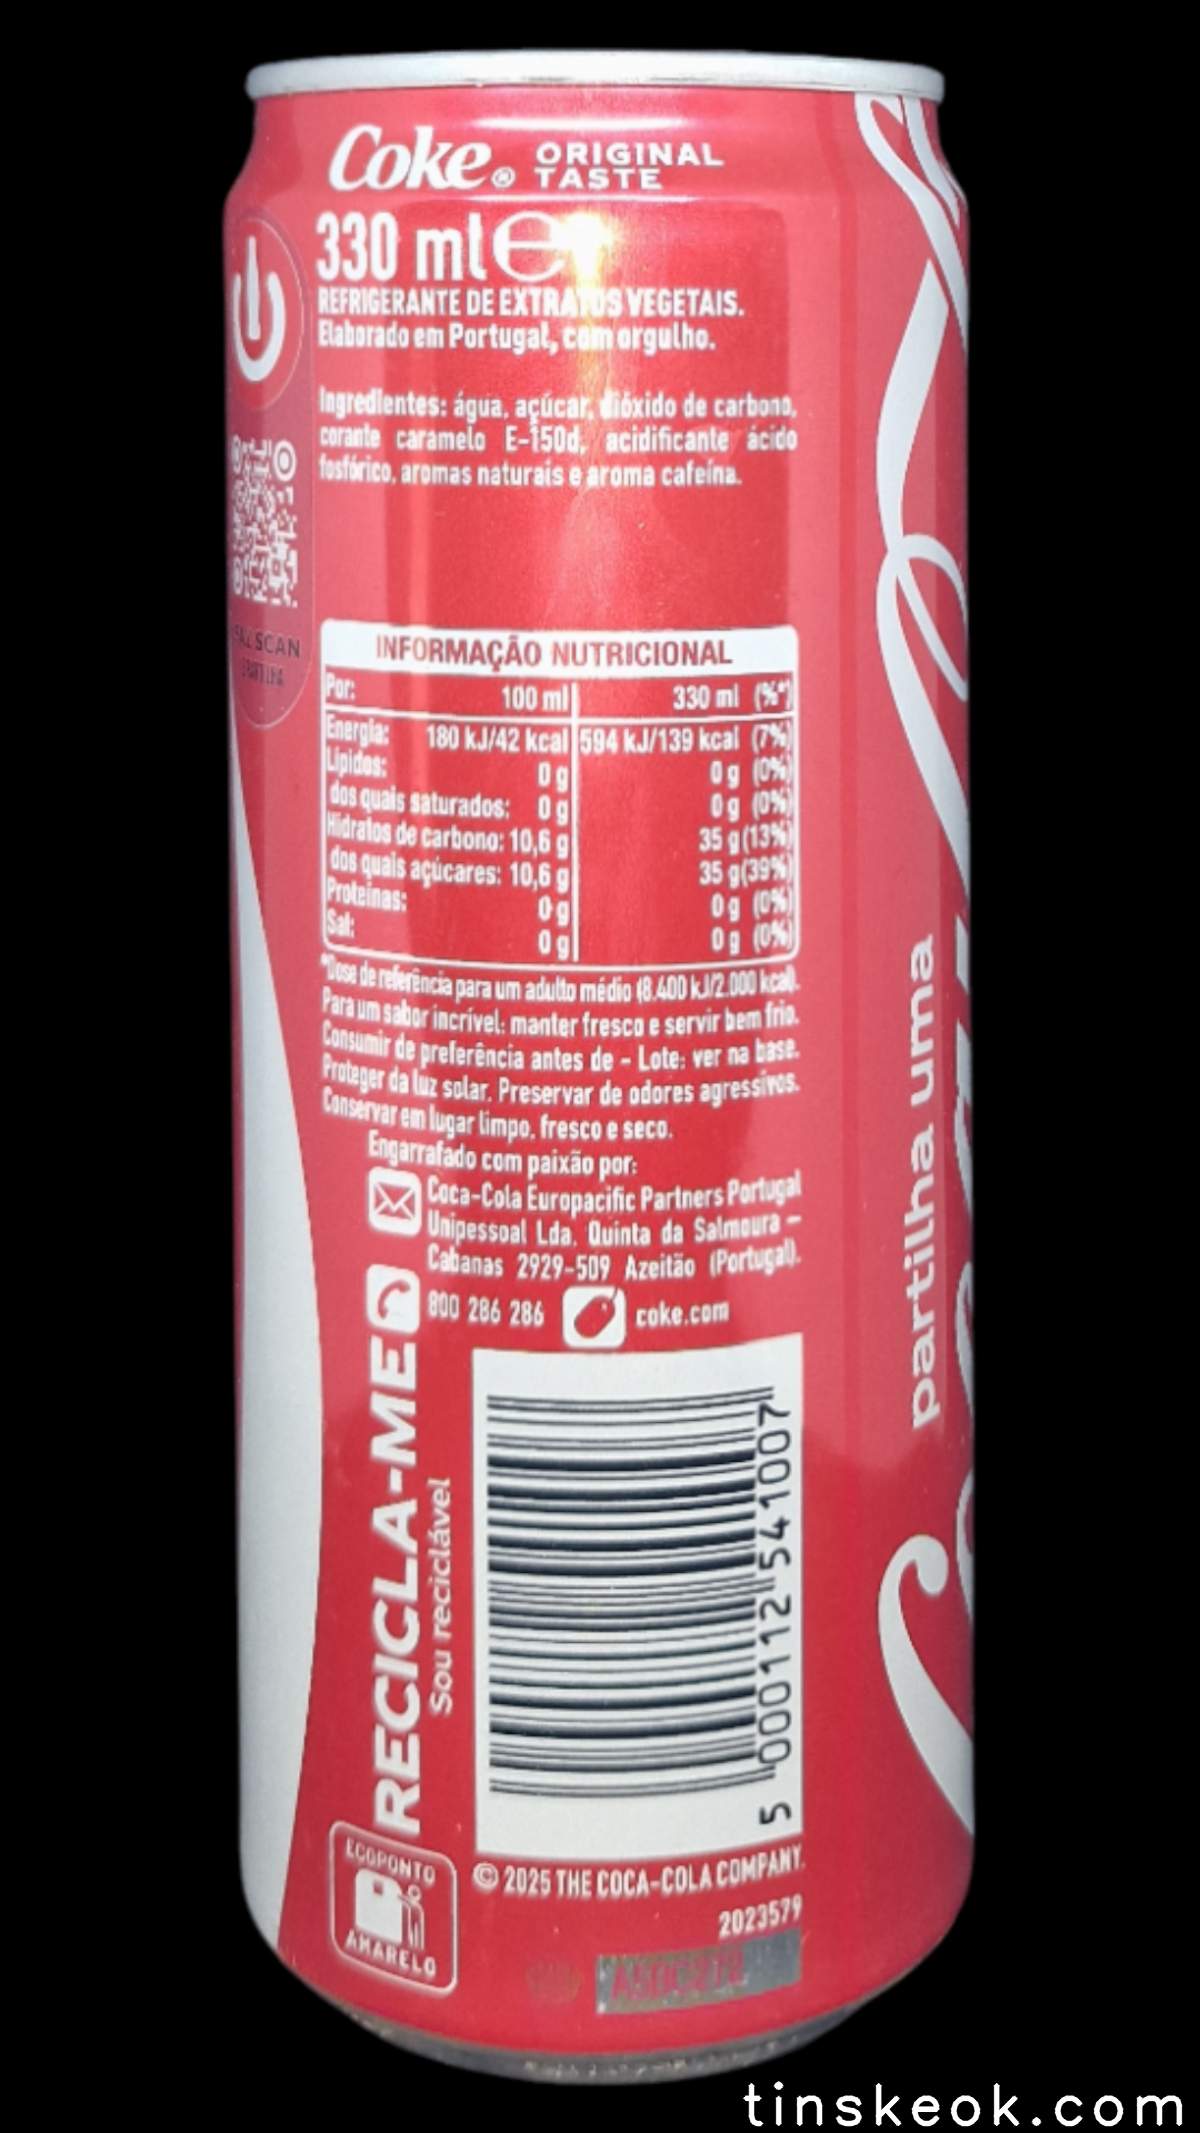 Coke® ORIGINAL
TASTE
330 ml e
REFRIGERANTE DE EXTRATOS VEGETAIS.
Elaborado em Portugal, com orgulho.
Ingredientes: água, açúcar, dióxido de carbono,
corante caramelo E-150d, acidificante ácido
fosfórico, aromas naturais e aroma cafeína.
SCAN
INFORMAÇÃO NUTRICIONAL
Por: 100 ml 330 ml (%*)
Energia: 180 kJ/42 kcal 594 kJ/139 kcal (7%)
Lípidos: 0 g 0 g (0%)
dos quais saturados: 0 g 0 g (0%)
Hidratos de carbono: 10,6 g 35 g (13%)
dos quais açúcares: 10,6 g 35 g (39%)
Proteínas: 0 g 0 g (0%)
Sal: 0 g 0 g (0%)
*Dose de referência para um adulto médio (8.400 kJ/2.000 kcal).
Para um sabor incrível: manter fresco e servir bem frio.
Consumir de preferência antes de - Lote: ver na base.
Proteger da luz solar. Preservar de odores agressivos.
Conservar em lugar limpo, fresco e seco.
Engarrafado com paixão por:
Coca-Cola Europacific Partners Portugal
Unipessoal Lda. Quinta da Salmoura -
Cabanas 2929-509 Azeitão (Portugal).
800 286 286 coke.com
RECICLA-ME
Sou reciclável
5 000112 541007
ECOPONTO
AMARELO
© 2025 THE COCA-COLA COMPANY.
2023579
partilha uma
tinskeok.com